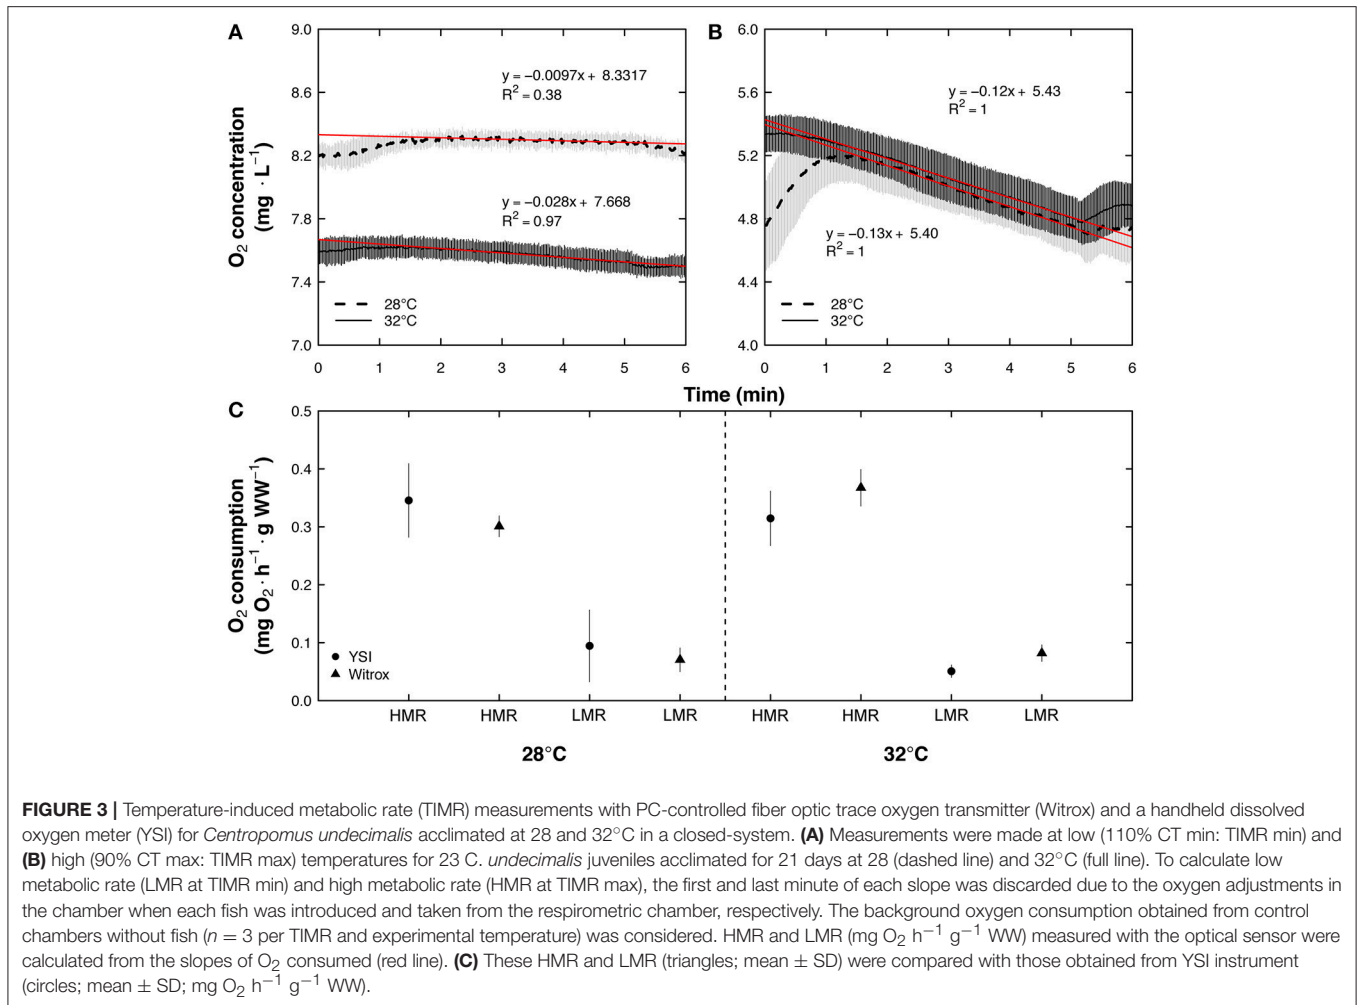 A
B
9.0
8.6
8.2
7.8
7.4
7.0
O₂ concentration
(mg · L⁻¹)
y = −0.0097x + 8.3317
R² = 0.38
y = −0.028x + 7.668
R² = 0.97
28°C
32°C
0 1 2 3 4 5 6
6.0
5.6
5.2
4.8
4.4
4.0
y = −0.12x + 5.43
R² = 1
y = −0.13x + 5.40
R² = 1
28°C
32°C
0 1 2 3 4 5 6
Time (min)
C
0.5
0.4
0.3
0.2
0.1
0.0
O₂ consumption
(mg O₂ · h⁻¹ · g WW⁻¹)
YSI
Witrox
HMR HMR LMR LMR HMR HMR LMR LMR
28°C 32°C
FIGURE 3 | Temperature-induced metabolic rate (TIMR) measurements with PC-controlled fiber optic trace oxygen transmitter (Witrox) and a handheld dissolved
oxygen meter (YSI) for Centropomus undecimalis acclimated at 28 and 32°C in a closed-system. (A) Measurements were made at low (110% CT min: TIMR min) and
(B) high (90% CT max: TIMR max) temperatures for 23 C. undecimalis juveniles acclimated for 21 days at 28 (dashed line) and 32°C (full line). To calculate low
metabolic rate (LMR at TIMR min) and high metabolic rate (HMR at TIMR max), the first and last minute of each slope was discarded due to the oxygen adjustments in
the chamber when each fish was introduced and taken from the respirometric chamber, respectively. The background oxygen consumption obtained from control
chambers without fish (n = 3 per TIMR and experimental temperature) was considered. HMR and LMR (mg O₂ h⁻¹ g⁻¹ WW) measured with the optical sensor were
calculated from the slopes of O₂ consumed (red line). (C) These HMR and LMR (triangles; mean ± SD) were compared with those obtained from YSI instrument
(circles; mean ± SD; mg O₂ h⁻¹ g⁻¹ WW).